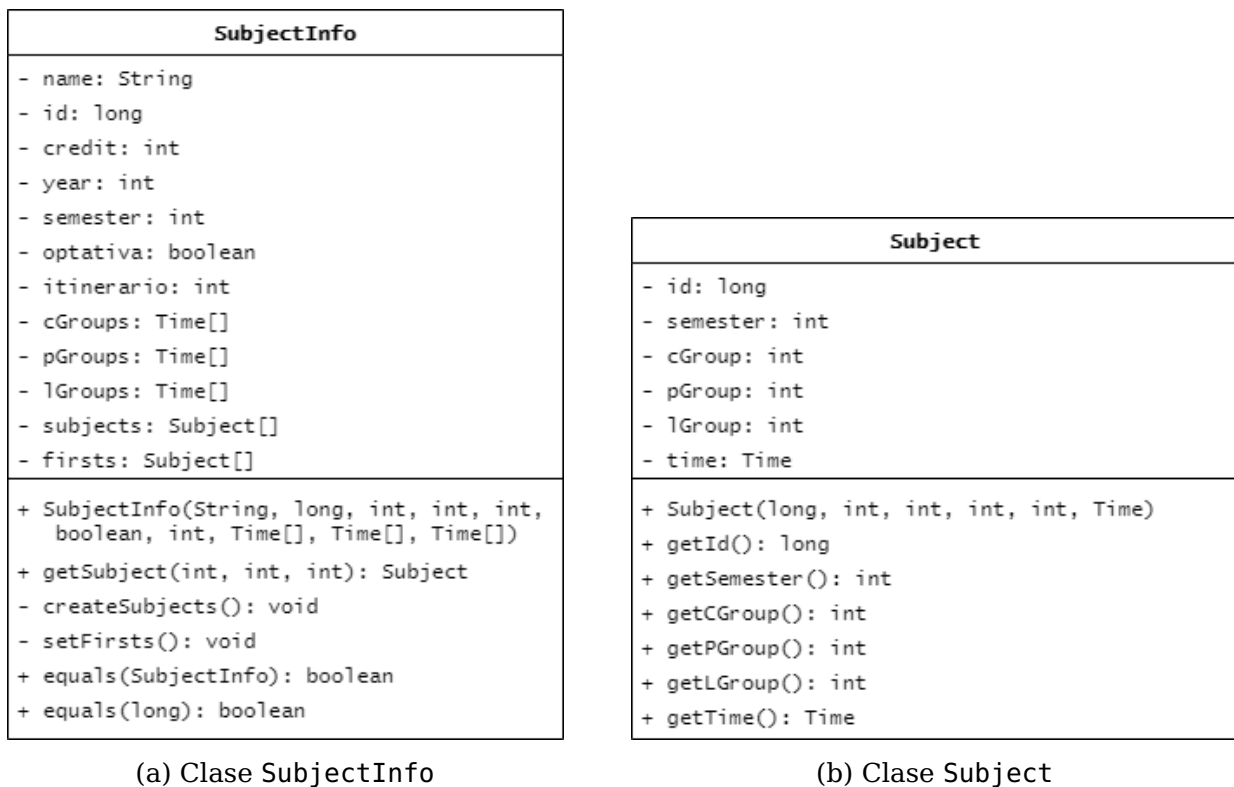 SubjectInfo
- name: String
- id: long
- credit: int
- year: int
- semester: int
- optativa: boolean
- itinerario: int
- cGroups: Time[]
- pGroups: Time[]
- lGroups: Time[]
- subjects: Subject[]
- firsts: Subject[]
+ SubjectInfo(String, long, int, int, int,
boolean, int, Time[], Time[], Time[])
+ getSubject(int, int, int): Subject
- createSubjects(): void
- setFirsts(): void
+ equals(SubjectInfo): boolean
+ equals(long): boolean
(a) Clase SubjectInfo
Subject
- id: long
- semester: int
- cGroup: int
- pGroup: int
- lGroup: int
- time: Time
+ Subject(long, int, int, int, int, Time)
+ getId(): long
+ getSemester(): int
+ getCGroup(): int
+ getPGroup(): int
+ getLGroup(): int
+ getTime(): Time
(b) Clase Subject